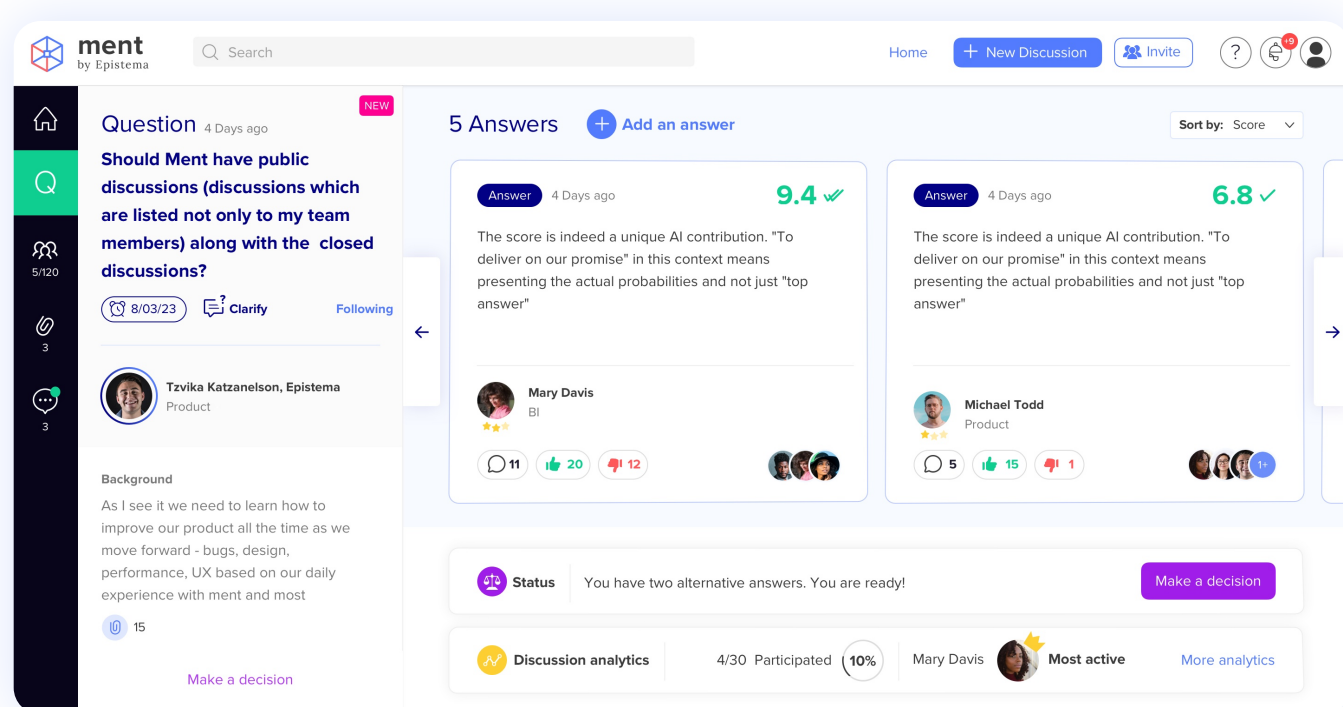 ment
by Epistema
Search
Home
+ New Discussion
Invite
?
+9
Q
5/120
3
3
NEW
Question 4 Days ago
Should Ment have public
discussions (discussions which
are listed not only to my team
members) along with the closed
discussions?
8/03/23
Clarify
Following
Tzvika Katzanelson, Epistema
Product
Background
As I see it we need to learn how to
improve our product all the time as we
move forward - bugs, design,
performance, UX based on our daily
experience with ment and most
15
Make a decision
5 Answers
+ Add an answer
Sort by: Score
Answer 4 Days ago 9.4
The score is indeed a unique AI contribution. "To
deliver on our promise" in this context means
presenting the actual probabilities and not just "top
answer"
Mary Davis
BI
11 20 12
Answer 4 Days ago 6.8
The score is indeed a unique AI contribution. "To
deliver on our promise" in this context means
presenting the actual probabilities and not just "top
answer"
Michael Todd
Product
5 15 1
1+
Status You have two alternative answers. You are ready! Make a decision
Discussion analytics 4/30 Participated 10% Mary Davis Most active More analytics